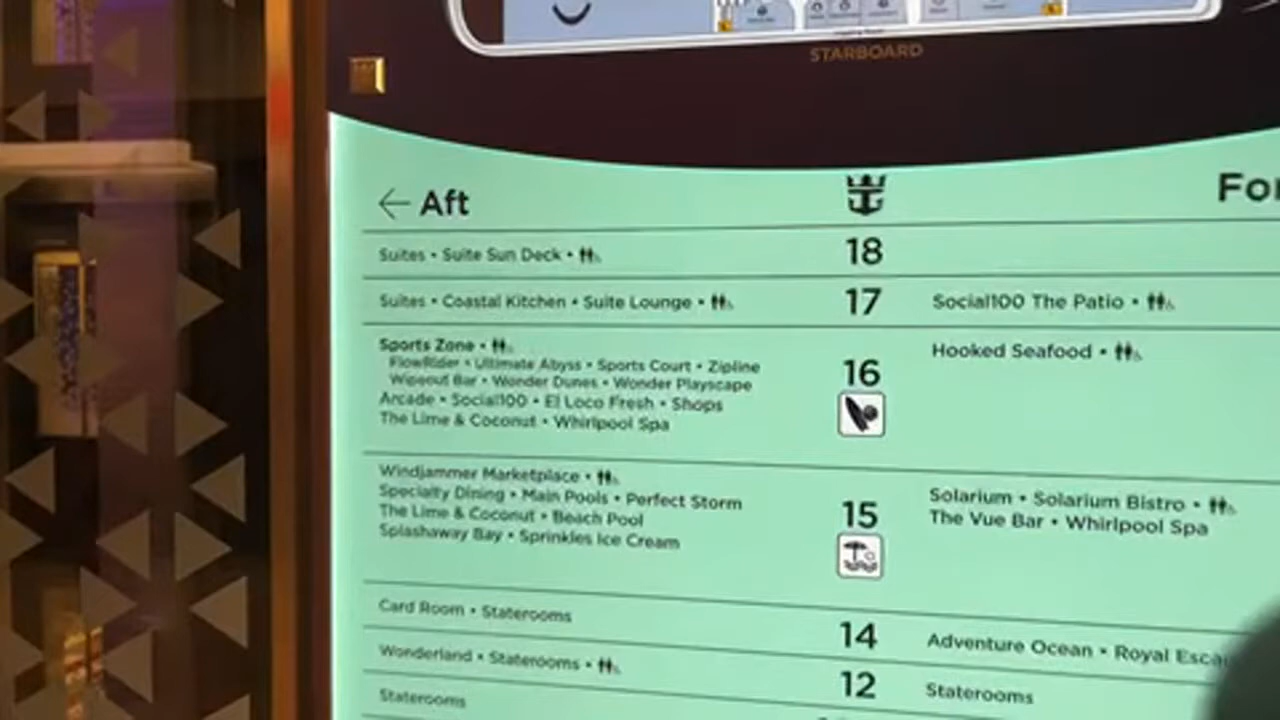 STARBOARD
← Aft
For
Suites • Suite Sun Deck •
18
Suites • Coastal Kitchen • Suite Lounge •
17
Social100 The Patio •
Sports Zone •
FlowRider • Ultimate Abyss • Sports Court • Zipline
Wipeout Bar • Wonder Dunes • Wonder Playscape
Arcade • Social100 • El Loco Fresh • Shops
The Lime & Coconut • Whirlpool Spa
16
Hooked Seafood •
Windjammer Marketplace •
Specialty Dining • Main Pools • Perfect Storm
The Lime & Coconut • Beach Pool
Splashaway Bay • Sprinkles Ice Cream
15
Solarium • Solarium Bistro •
The Vue Bar • Whirlpool Spa
Card Room • Staterooms
14
Adventure Ocean • Royal Esca
Wonderland • Staterooms •
12
Staterooms
Staterooms